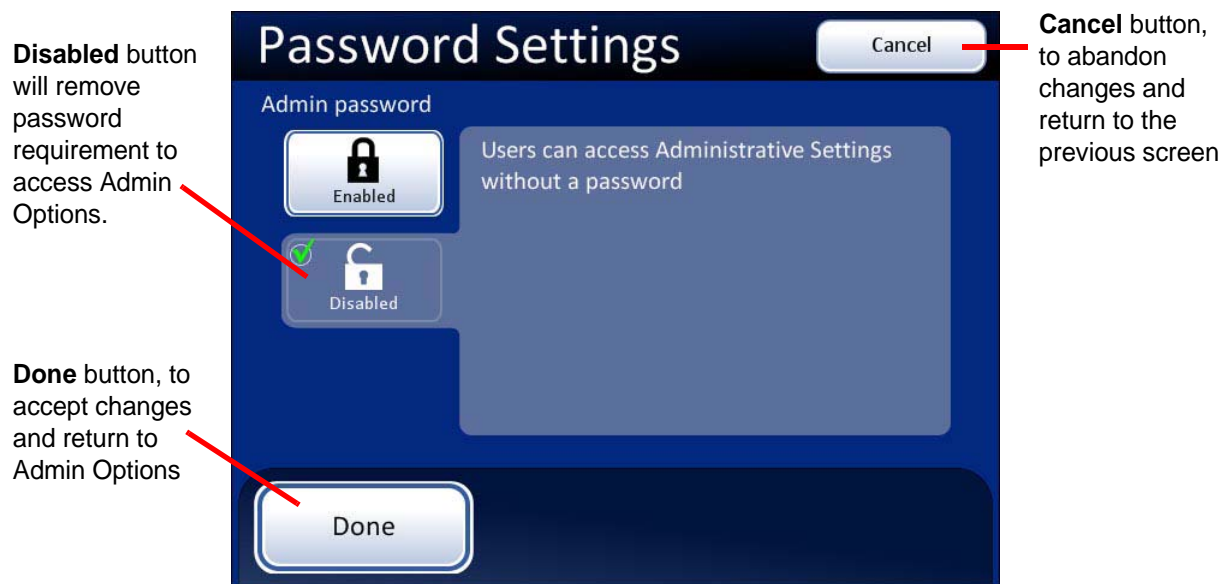 Disabled button
will remove
password
requirement to
access Admin
Options.
Done button, to
accept changes
and return to
Admin Options
Password Settings
Cancel
Admin password
Enabled
Users can access Administrative Settings
without a password
Disabled
Done
Cancel button,
to abandon
changes and
return to the
previous screen